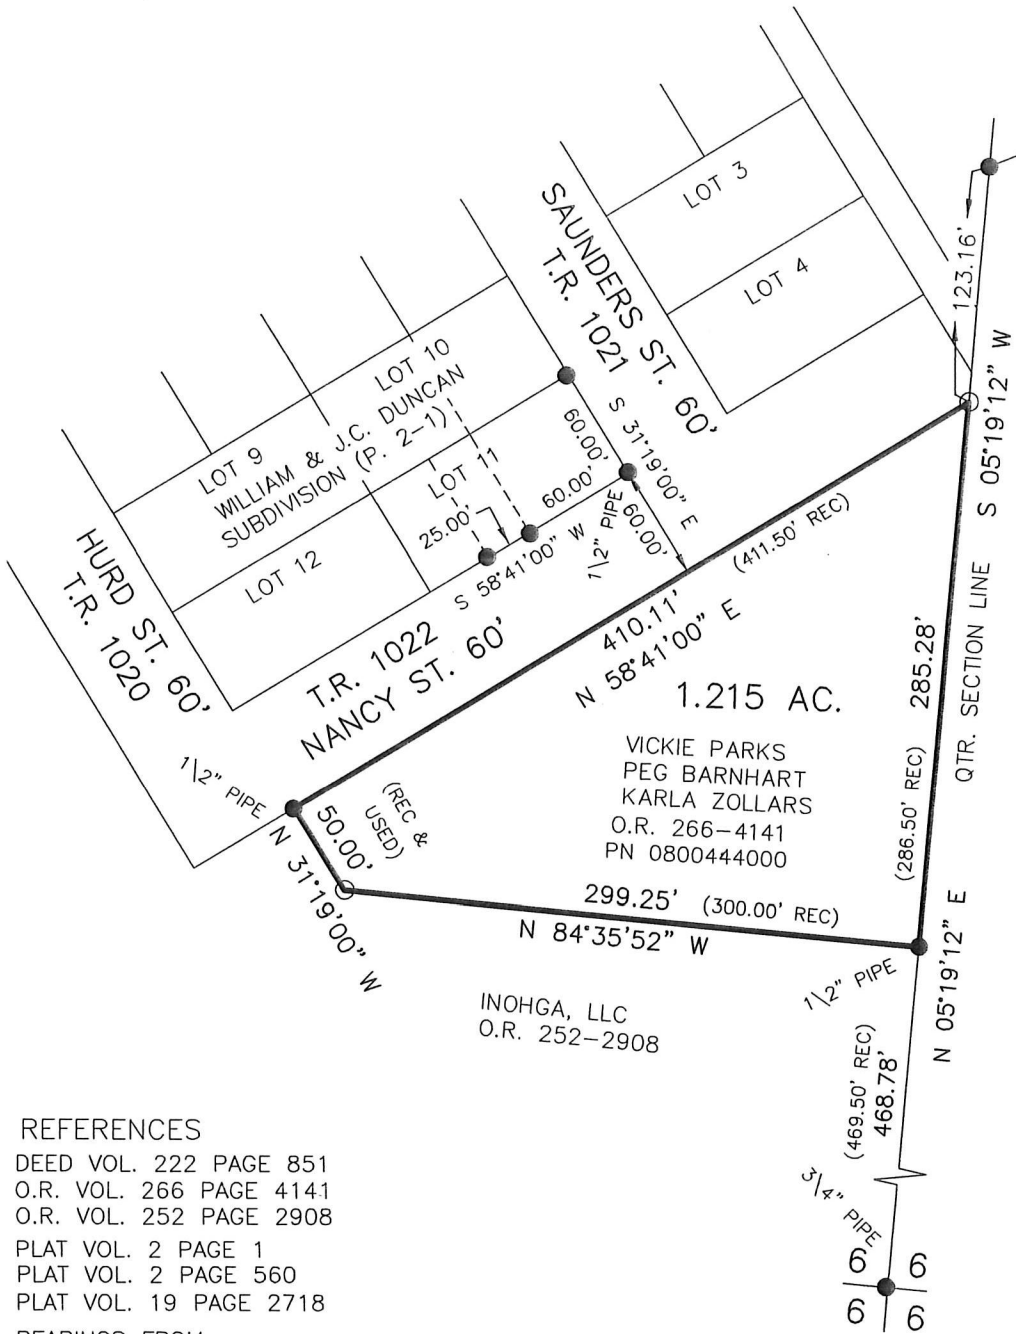 LOT 3
LOT 4
SAUNDERS ST. 60'
T.R. 1021
123.16'
S 05°19'12" W
LOT 10
LOT 9
WILLIAM & J.C. DUNCAN
SUBDIVISION (P. 2-1)
LOT 11
LOT 12
60.00'
S 31°19'00" E
60.00'
25.00'
S 58°41'00" W
1\2" PIPE
60.00'
HURD ST. 60'
T.R. 1020
T.R. 1022
NANCY ST. 60'
(411.50' REC)
410.11'
N 58°41'00" E
285.28'
(286.50' REC)
QTR. SECTION LINE
1.215 AC.
VICKIE PARKS
PEG BARNHART
KARLA ZOLLARS
O.R. 266-4141
PN 0800444000
1\2" PIPE
50.00'
(REC &
USED)
N 31°19'00" W
299.25' (300.00' REC)
N 84°35'52" W
1\2" PIPE
N 05°19'12" E
INOHGA, LLC
O.R. 252-2908
(469.50' REC)
468.78'
3/4" PIPE
6 6
6 6
REFERENCES
DEED VOL. 222 PAGE 851
O.R. VOL. 266 PAGE 4141
O.R. VOL. 252 PAGE 2908
PLAT VOL. 2 PAGE 1
PLAT VOL. 2 PAGE 560
PLAT VOL. 19 PAGE 2718